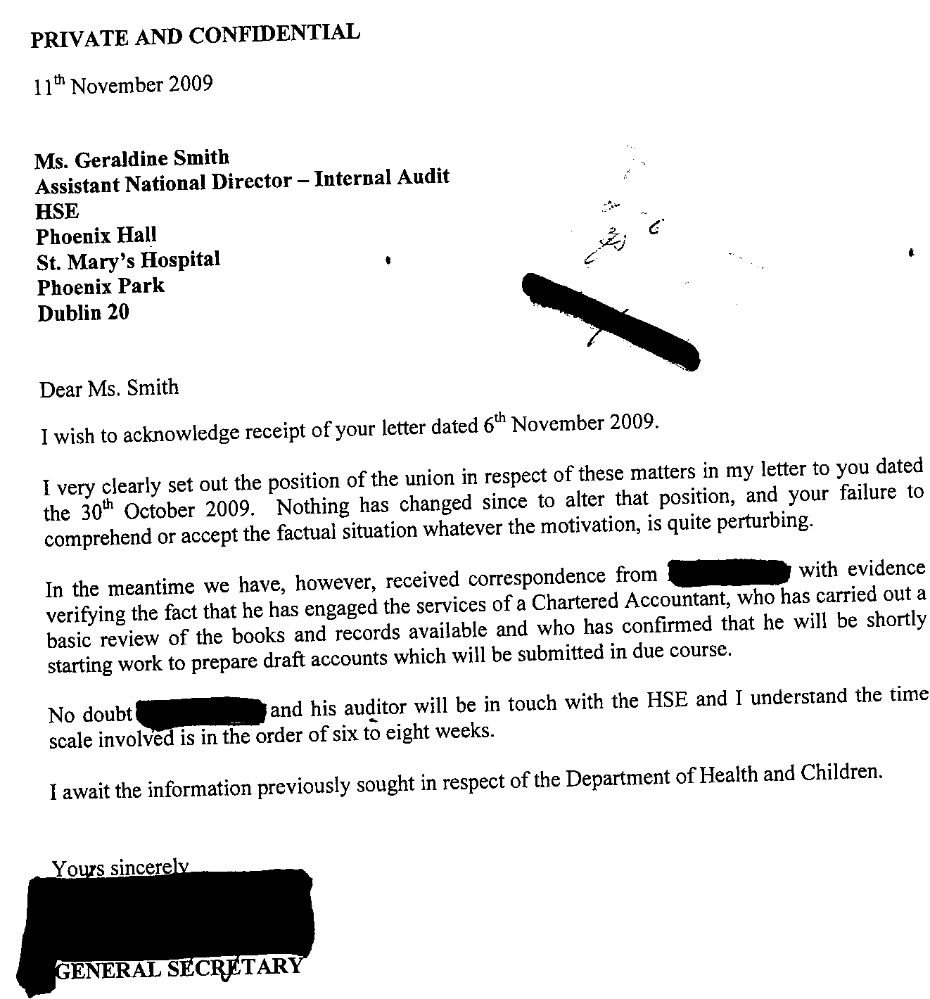 PRIVATE AND CONFIDENTIAL
11th November 2009
Ms. Geraldine Smith
Assistant National Director – Internal Audit
HSE
Phoenix Hall
St. Mary's Hospital
Phoenix Park
Dublin 20
Dear Ms. Smith
I wish to acknowledge receipt of your letter dated 6th November 2009.
I very clearly set out the position of the union in respect of these matters in my letter to you dated
the 30th October 2009. Nothing has changed since to alter that position, and your failure to
comprehend or accept the factual situation whatever the motivation, is quite perturbing.
In the meantime we have, however, received correspondence from with evidence
verifying the fact that he has engaged the services of a Chartered Accountant, who has carried out a
basic review of the books and records available and who has confirmed that he will be shortly
starting work to prepare draft accounts which will be submitted in due course.
No doubt and his auditor will be in touch with the HSE and I understand the time
scale involved is in the order of six to eight weeks.
I await the information previously sought in respect of the Department of Health and Children.
Yours sincerely
GENERAL SECRETARY